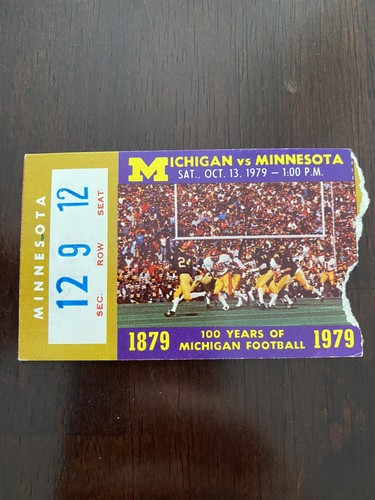 MINNESOTA
12 9 12
SEC. ROW SEAT
MICHIGAN VS MINNESOTA
SAT., OCT. 13, 1979 – 1:00 P.M.
24
1879 100 YEARS OF 1979
MICHIGAN FOOTBALL